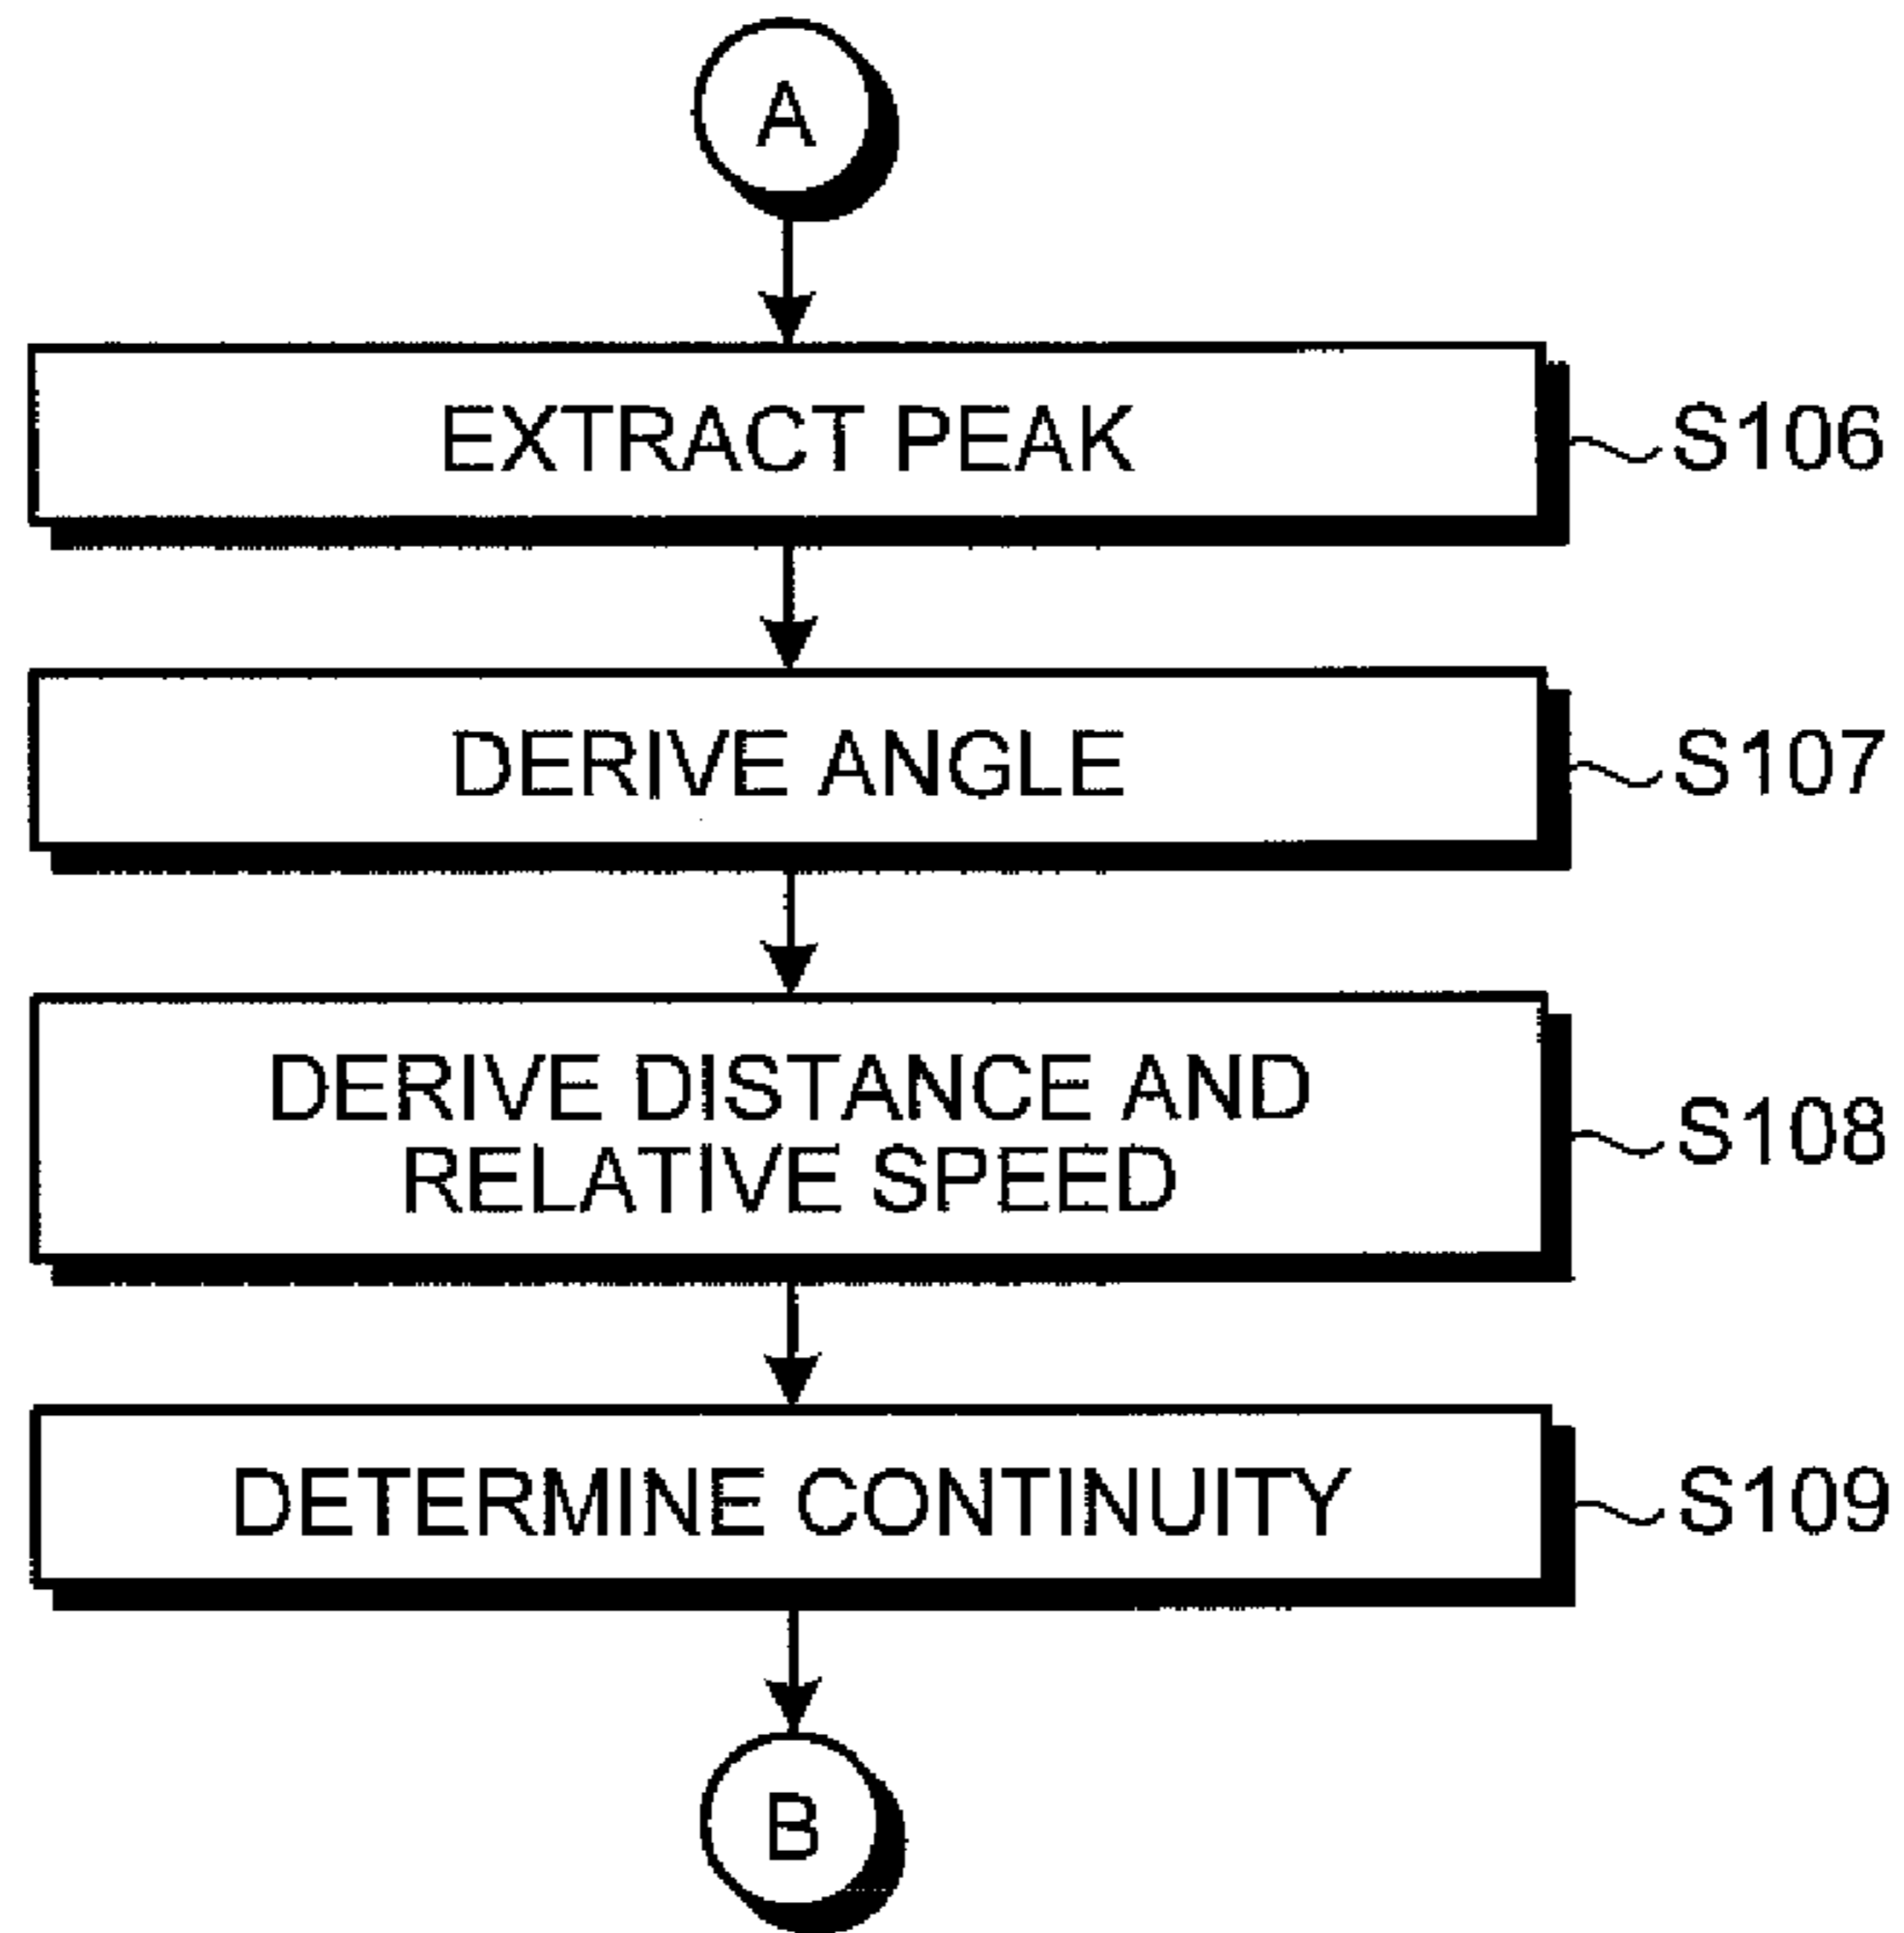 A
EXTRACT PEAK
S106
DERIVE ANGLE
S107
DERIVE DISTANCE AND
RELATIVE SPEED
S108
DETERMINE CONTINUITY
S109
B